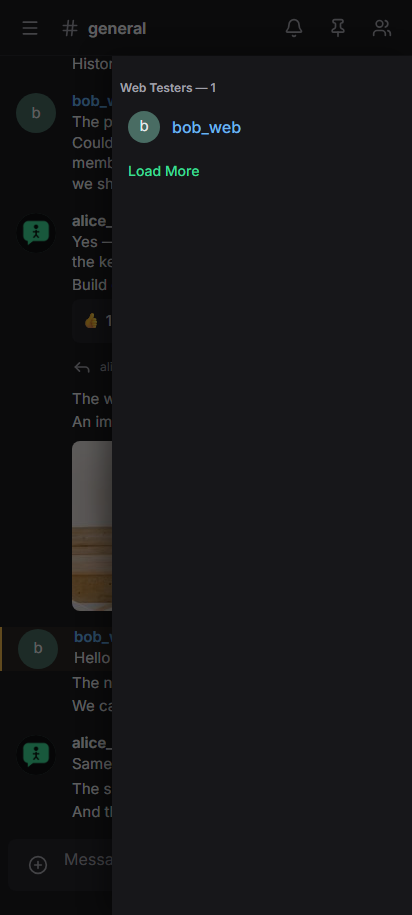 # general
Web Testers — 1
b
bob_web
Load More
Histor
b
bob_w
The p
Could
memb
we sh
alice_
Yes —
the ke
Build
👍 1
ali
The w
An im
b
bob_w
Hello
The n
We ca
alice_
Same
The s
And th
Messa